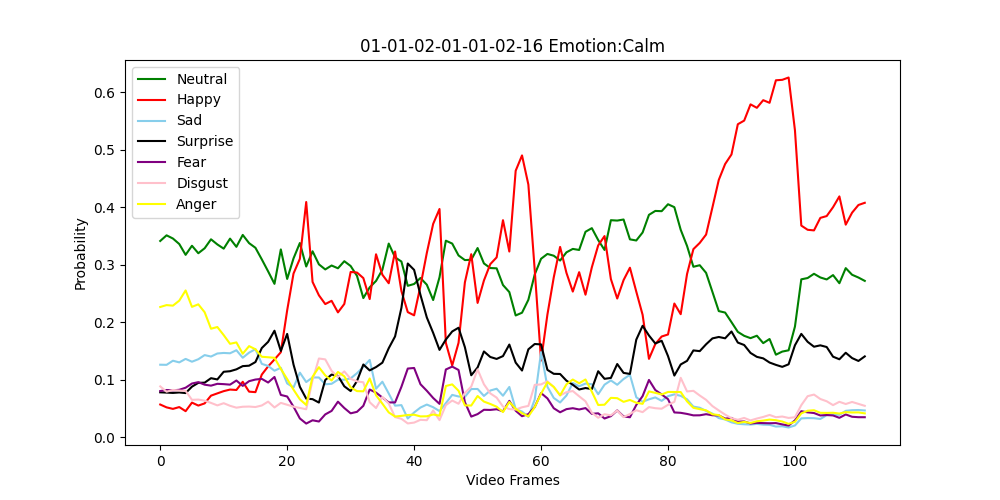 01-01-02-01-01-02-16 Emotion:Calm
Neutral
Happy
Sad
Surprise
Fear
Disgust
Anger
Probability
0.6
0.5
0.4
0.3
0.2
0.1
0.0
0 20 40 60 80 100
Video Frames